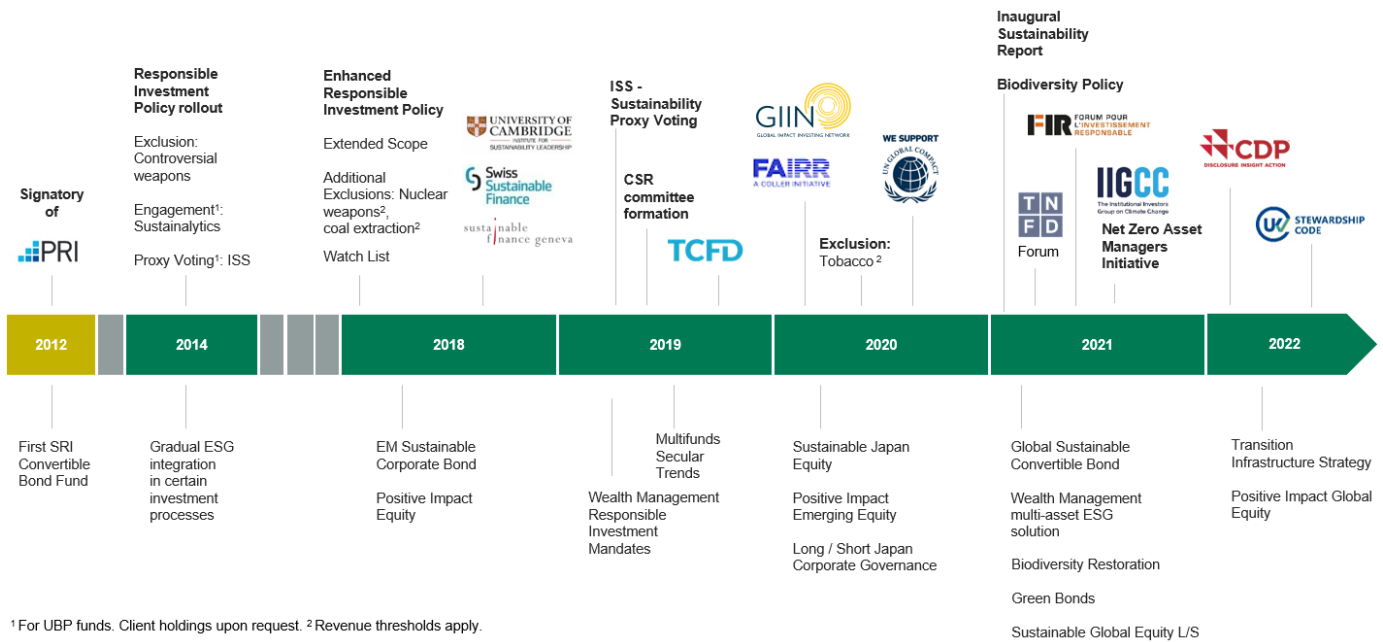 Signatory
of
PRI
Responsible
Investment
Policy rollout
Exclusion:
Controversial
weapons
Engagement¹:
Sustainalytics
Proxy Voting¹: ISS
Enhanced
Responsible
Investment Policy
Extended Scope
Additional
Exclusions: Nuclear
weapons²,
coal extraction²
Watch List
UNIVERSITY OF
CAMBRIDGE
INSTITUTE FOR
SUSTAINABILITY LEADERSHIP
Swiss
Sustainable
Finance
sustainable
finance geneva
ISS -
Sustainability
Proxy Voting
CSR
committee
formation
TCFD
GIIN
GLOBAL IMPACT INVESTING NETWORK
FAIRR
A COLLER INITIATIVE
WE SUPPORT
UN GLOBAL COMPACT
Exclusion:
Tobacco ²
Inaugural
Sustainability
Report
Biodiversity Policy
FIR
FORUM POUR
L'INVESTISSEMENT
RESPONSABLE
TN
FD
Forum
IIGCC
The Institutional Investors
Group on Climate Change
Net Zero Asset
Managers
Initiative
CDP
DISCLOSURE INSIGHT ACTION
UK STEWARDSHIP
CODE
2012
2014
2018
2019
2020
2021
2022
First SRI
Convertible
Bond Fund
Gradual ESG
integration
in certain
investment
processes
EM Sustainable
Corporate Bond
Positive Impact
Equity
Multifunds
Secular
Trends
Wealth Management
Responsible
Investment
Mandates
Sustainable Japan
Equity
Positive Impact
Emerging Equity
Long / Short Japan
Corporate Governance
Global Sustainable
Convertible Bond
Wealth Management
multi-asset ESG
solution
Biodiversity Restoration
Green Bonds
Sustainable Global Equity L/S
Transition
Infrastructure Strategy
Positive Impact Global
Equity
¹ For UBP funds. Client holdings upon request. ² Revenue thresholds apply.